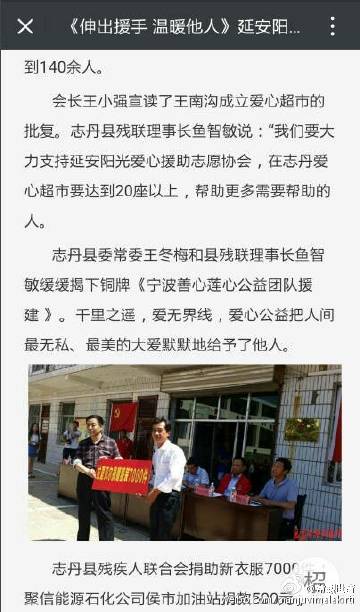 《伸出援手 温暖他人》延安阳...
到140余人。
会长王小强宣读了王南沟成立爱心超市的
批复。志丹县残联理事长鱼智敏说：“我们要大
力支持延安阳光爱心援助志愿协会，在志丹爱
心超市要达到20座以上，帮助更多需要帮助的
人。
志丹县委常委王冬梅和县残联理事长鱼智
敏缓缓揭下铜牌《宁波善心莲心公益团队援
建 》。千里之遥，爱无界线，爱心公益把人间
最无私、最美的大爱默默地给予了他人。
志丹县残疾人联合会捐助新衣服7000
聚信能源石化公司侯市加油站捐款500